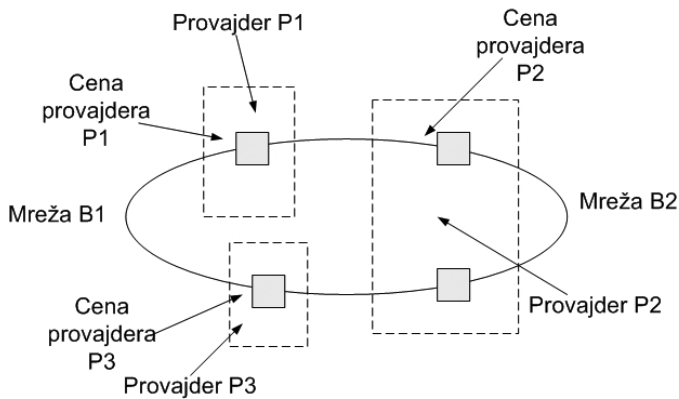 Provajder P1
Cena
provajdera
P2
Cena
provajdera
P1
Mreža B1
Mreža B2
Provajder P2
Cena
provajdera
P3
Provajder P3